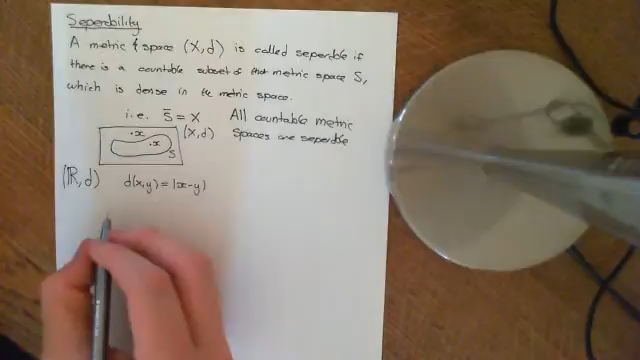 Seperability
A metric space (X,d) is called seperable if
there is a countable subset of that metric space S,
which is dense in the metric space.
i.e. S̅ = X
All countable metric
spaces are seperable
·x
·x
S
(X,d)
(ℝ,d) d(x,y) = |x-y|